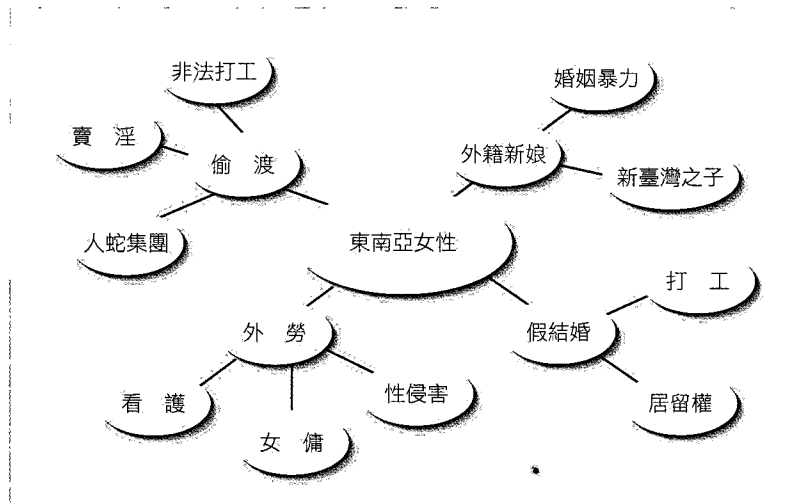 非法打工
婚姻暴力
賣 淫
偷 渡
外籍新娘
新臺灣之子
人蛇集團
東南亞女性
打 工
外 勞
假結婚
看 護
性侵害
居留權
女 傭